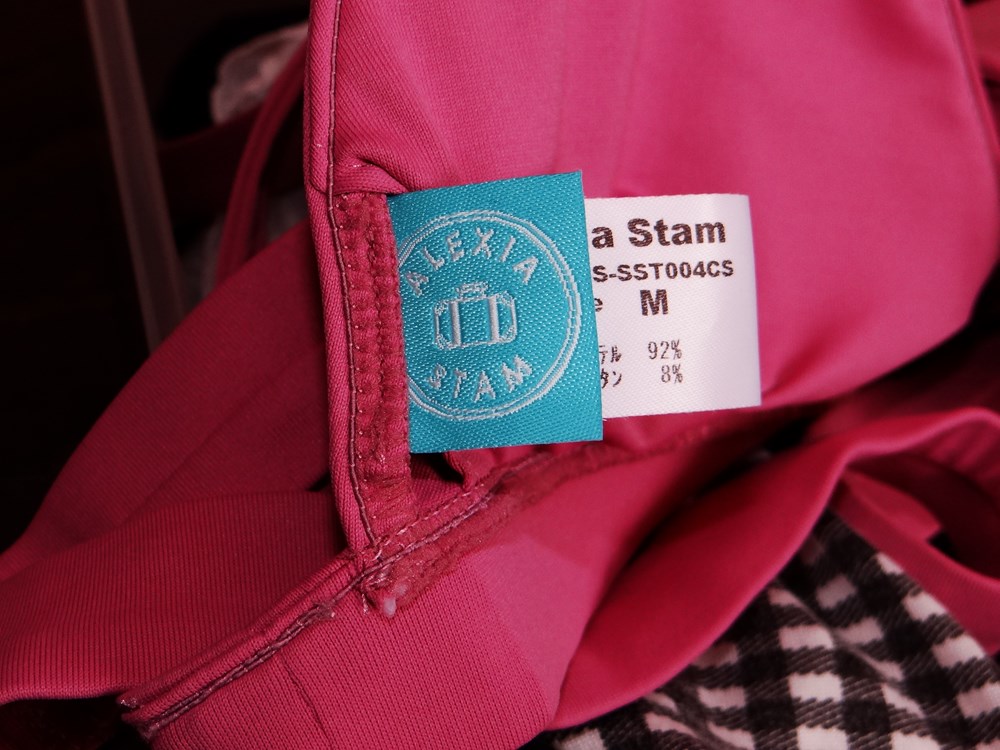 ALEXIA
STAM
a Stam
S-SST004CS
e M
テル 92%
タン 8%